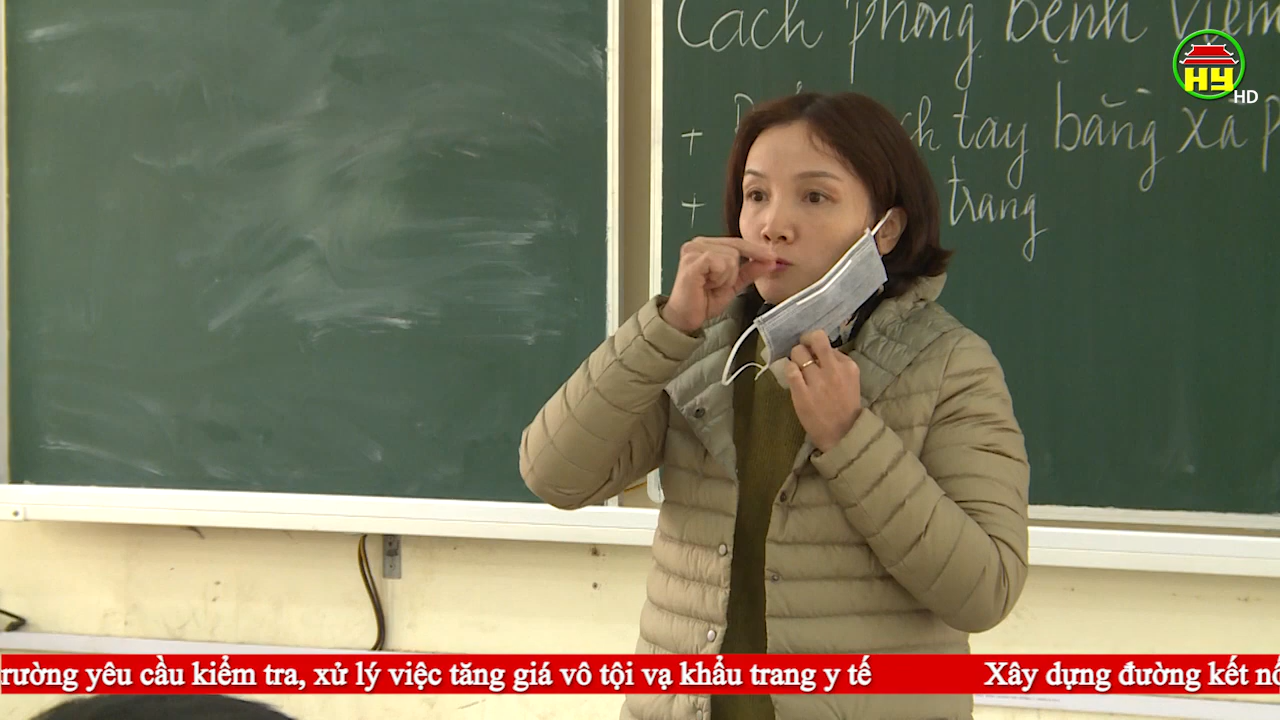 Cách phòng bệnh viêm
HY
HD
+ tay bằng xà p
+ trang
rường yêu cầu kiểm tra, xử lý việc tăng giá vô tội vạ khẩu trang y tế
Xây dựng đường kết nố